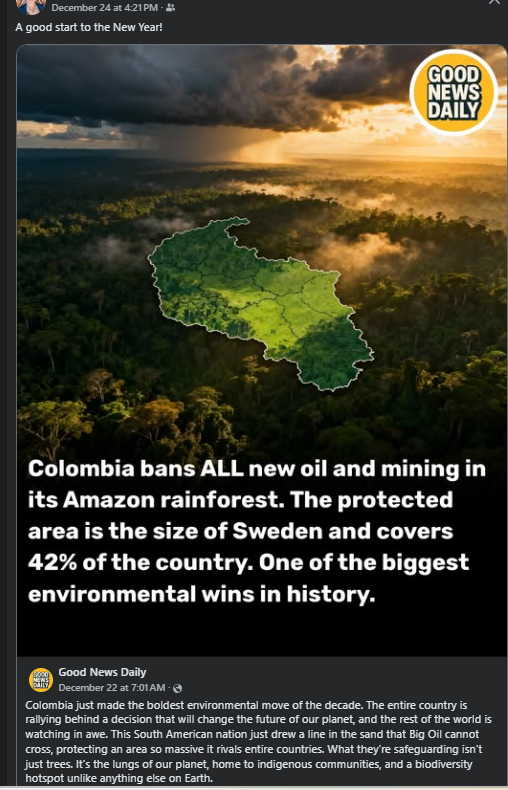 December 24 at 4:21 PM ·
A good start to the New Year!
GOOD
NEWS
DAILY
Colombia bans ALL new oil and mining in
its Amazon rainforest. The protected
area is the size of Sweden and covers
42% of the country. One of the biggest
environmental wins in history.
GOOD
NEWS
DAILY
Good News Daily
December 22 at 7:01 AM ·
Colombia just made the boldest environmental move of the decade. The entire country is
rallying behind a decision that will change the future of our planet, and the rest of the world is
watching in awe. This South American nation just drew a line in the sand that Big Oil cannot
cross, protecting an area so massive it rivals entire countries. What they're safeguarding isn't
just trees. It's the lungs of our planet, home to indigenous communities, and a biodiversity
hotspot unlike anything else on Earth.